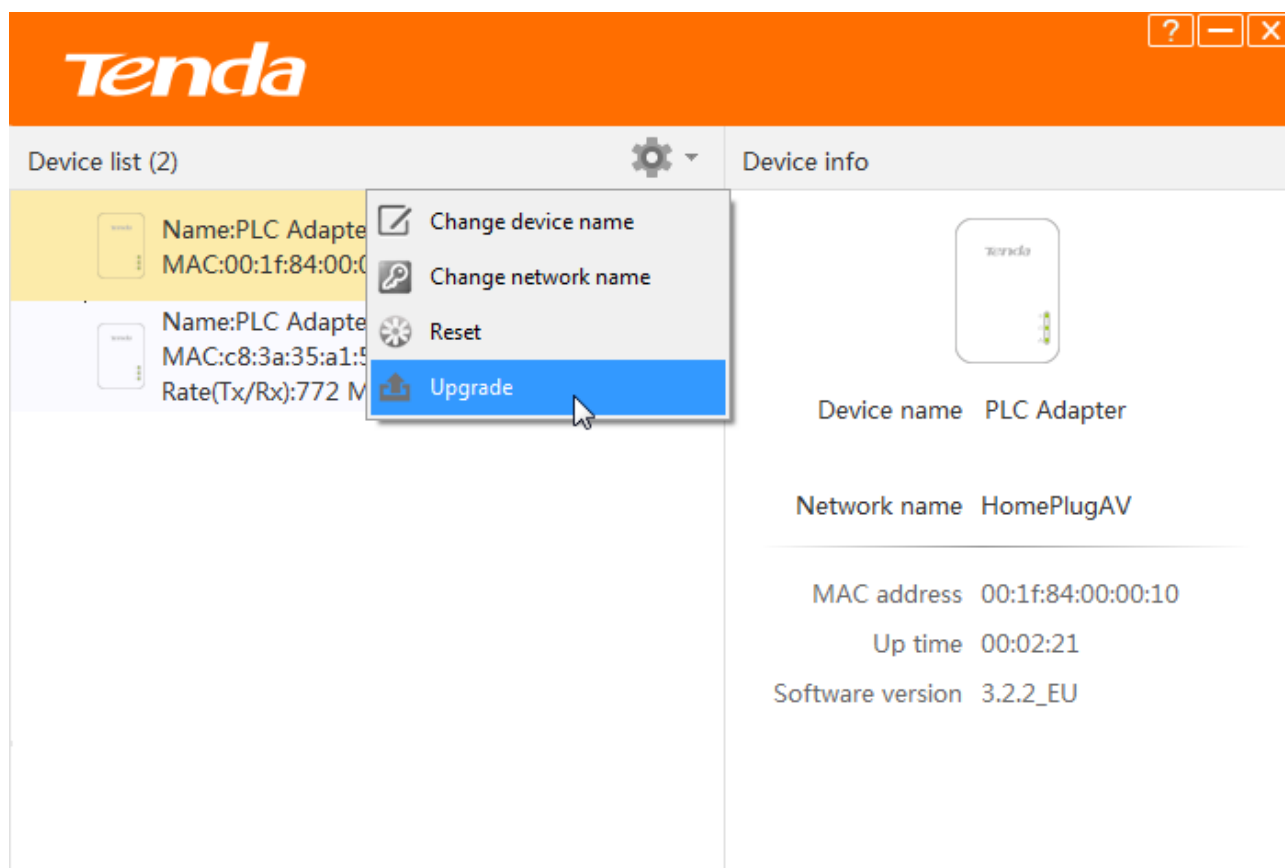 Tenda
Device list (2)
Device info
Name:PLC Adapte
MAC:00:1f:84:00:0
Name:PLC Adapte
MAC:c8:3a:35:a1:5
Rate(Tx/Rx):772 M
Change device name
Change network name
Reset
Upgrade
Tenda
Device name PLC Adapter
Network name HomePlugAV
MAC address 00:1f:84:00:00:10
Up time 00:02:21
Software version 3.2.2_EU